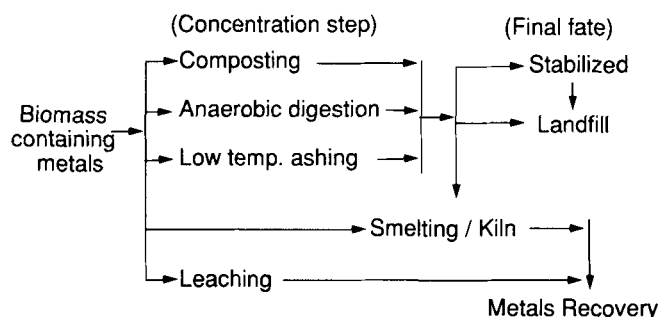 (Concentration step)
(Final fate)
Composting
Stabilized
Anaerobic digestion
Biomass
containing
metals
Landfill
Low temp. ashing
Smelting / Kiln
Leaching
Metals Recovery